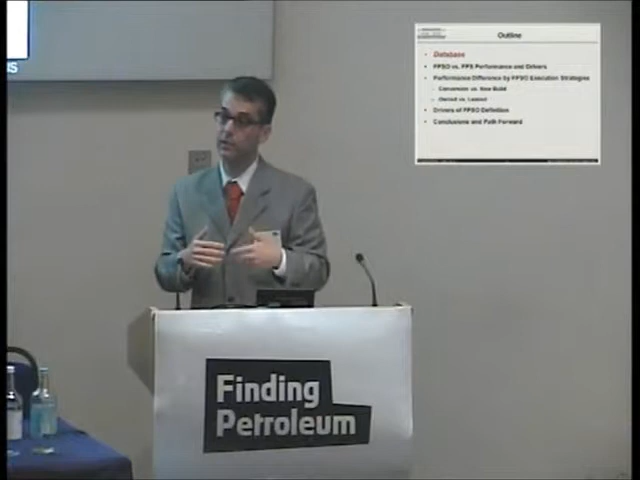 Outline
Database
FPSO vs. FPS Performance and Drivers
Performance Difference by FPSO Execution Strategies
Conversion vs. New Build
Owned vs. Leased
Drivers of FPSO Definition
Conclusions and Path Forward
Finding
Petroleum